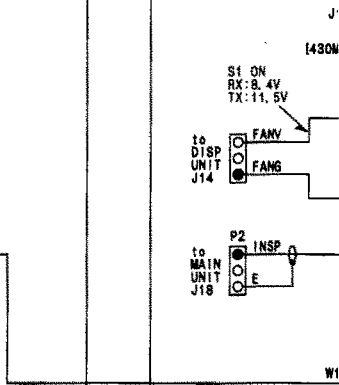 J1
[430M
S1 ON
RX:8.4V
TX:11.5V
to
DISP
UNIT
J14
FANV
FANG
P2
to
MAIN
UNIT
J18
INSP
E
W1